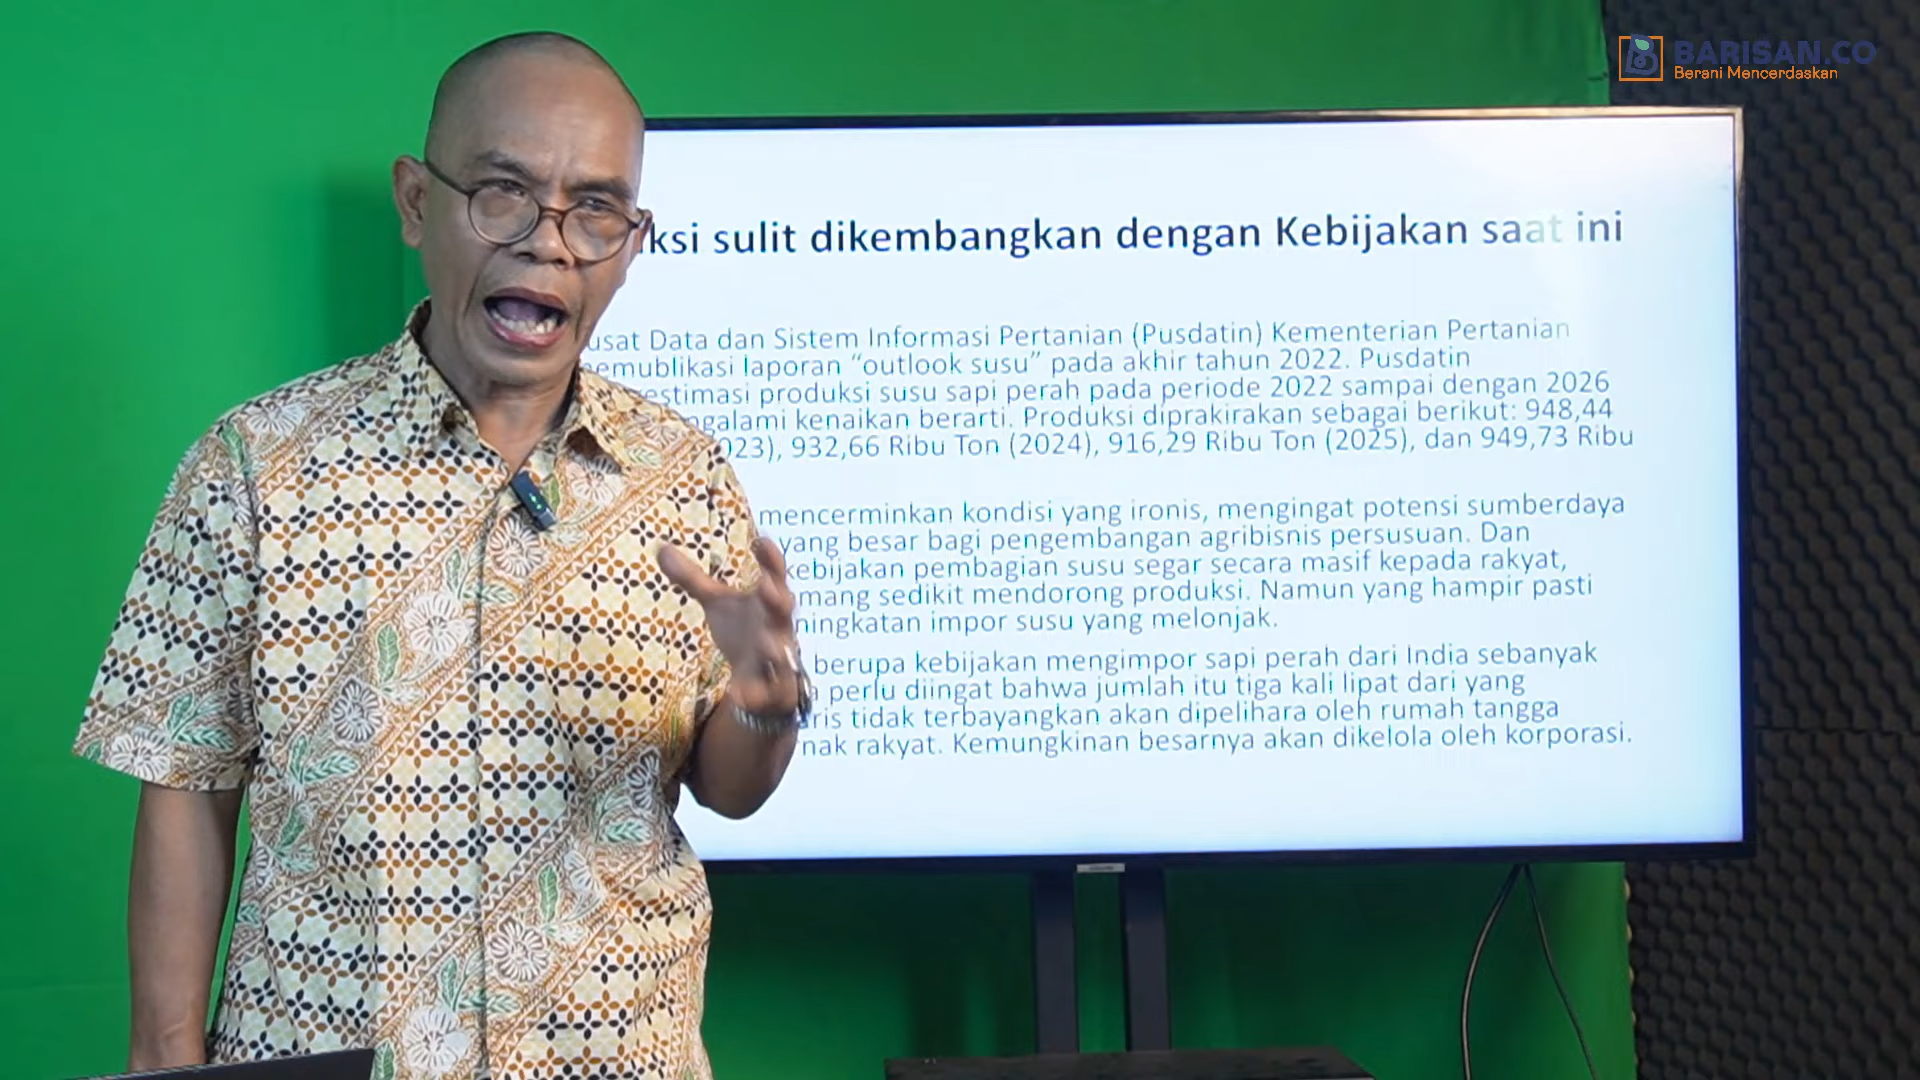 BARISAN.CO
Berani Mencerdaskan
ksi sulit dikembangkan dengan Kebijakan saat ini
usat Data dan Sistem Informasi Pertanian (Pusdatin) Kementerian Pertanian
emublikasi laporan “outlook susu” pada akhir tahun 2022. Pusdatin
estimasi produksi susu sapi perah pada periode 2022 sampai dengan 2026
ngalami kenaikan berarti. Produksi diprakirakan sebagai berikut: 948,44
023), 932,66 Ribu Ton (2024), 916,29 Ribu Ton (2025), dan 949,73 Ribu
mencerminkan kondisi yang ironis, mengingat potensi sumberdaya
yang besar bagi pengembangan agribisnis persusuan. Dan
kebijakan pembagian susu segar secara masif kepada rakyat,
mang sedikit mendorong produksi. Namun yang hampir pasti
ningkatan impor susu yang melonjak.
berupa kebijakan mengimpor sapi perah dari India sebanyak
a perlu diingat bahwa jumlah itu tiga kali lipat dari yang
ris tidak terbayangkan akan dipelihara oleh rumah tangga
nak rakyat. Kemungkinan besarnya akan dikelola oleh korporasi.